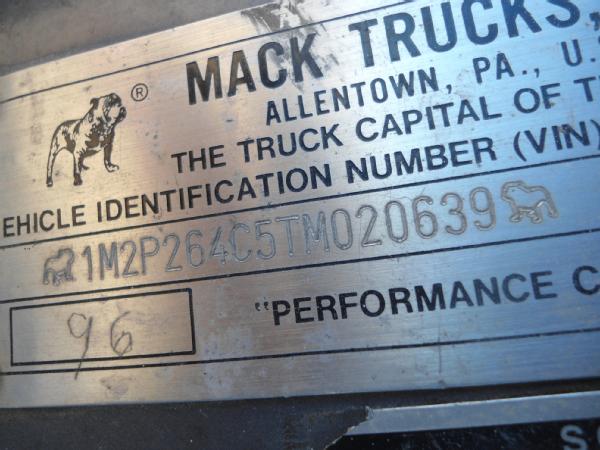 ®
MACK TRUCKS,
ALLENTOWN, PA., U.S
THE TRUCK CAPITAL OF T
EHICLE IDENTIFICATION NUMBER (VIN)
1M2P264C5TM020639
96
"PERFORMANCE C
S